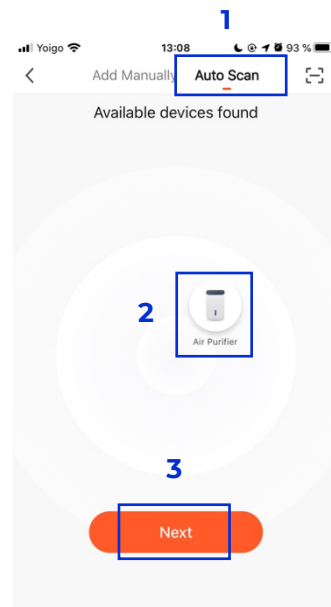 1
Yoigo 13:08 93 %
Add Manually Auto Scan
Available devices found
2
Air Purifier
3
Next